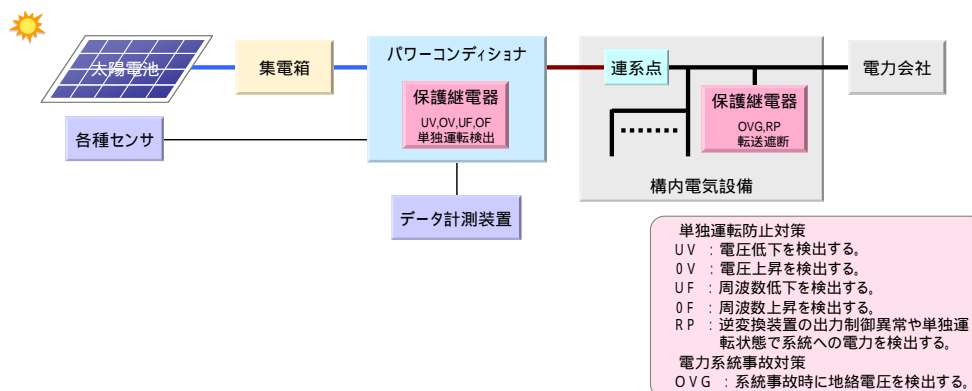 太陽電池
集電箱
パワーコンディショナ
保護継電器
UV,OV,UF,OF
単独運転検出
連系点
保護継電器
OVG,RP
転送遮断
構内電気設備
電力会社
各種センサ
データ計測装置
単独運転防止対策
UV ：電圧低下を検出する。
0V ：電圧上昇を検出する。
UF ：周波数低下を検出する。
0F ：周波数上昇を検出する。
RP ：逆変換装置の出力制御異常や単独運
転状態で系統への電力を検出する。
電力系統事故対策
OVG ：系統事故時に地絡電圧を検出する。